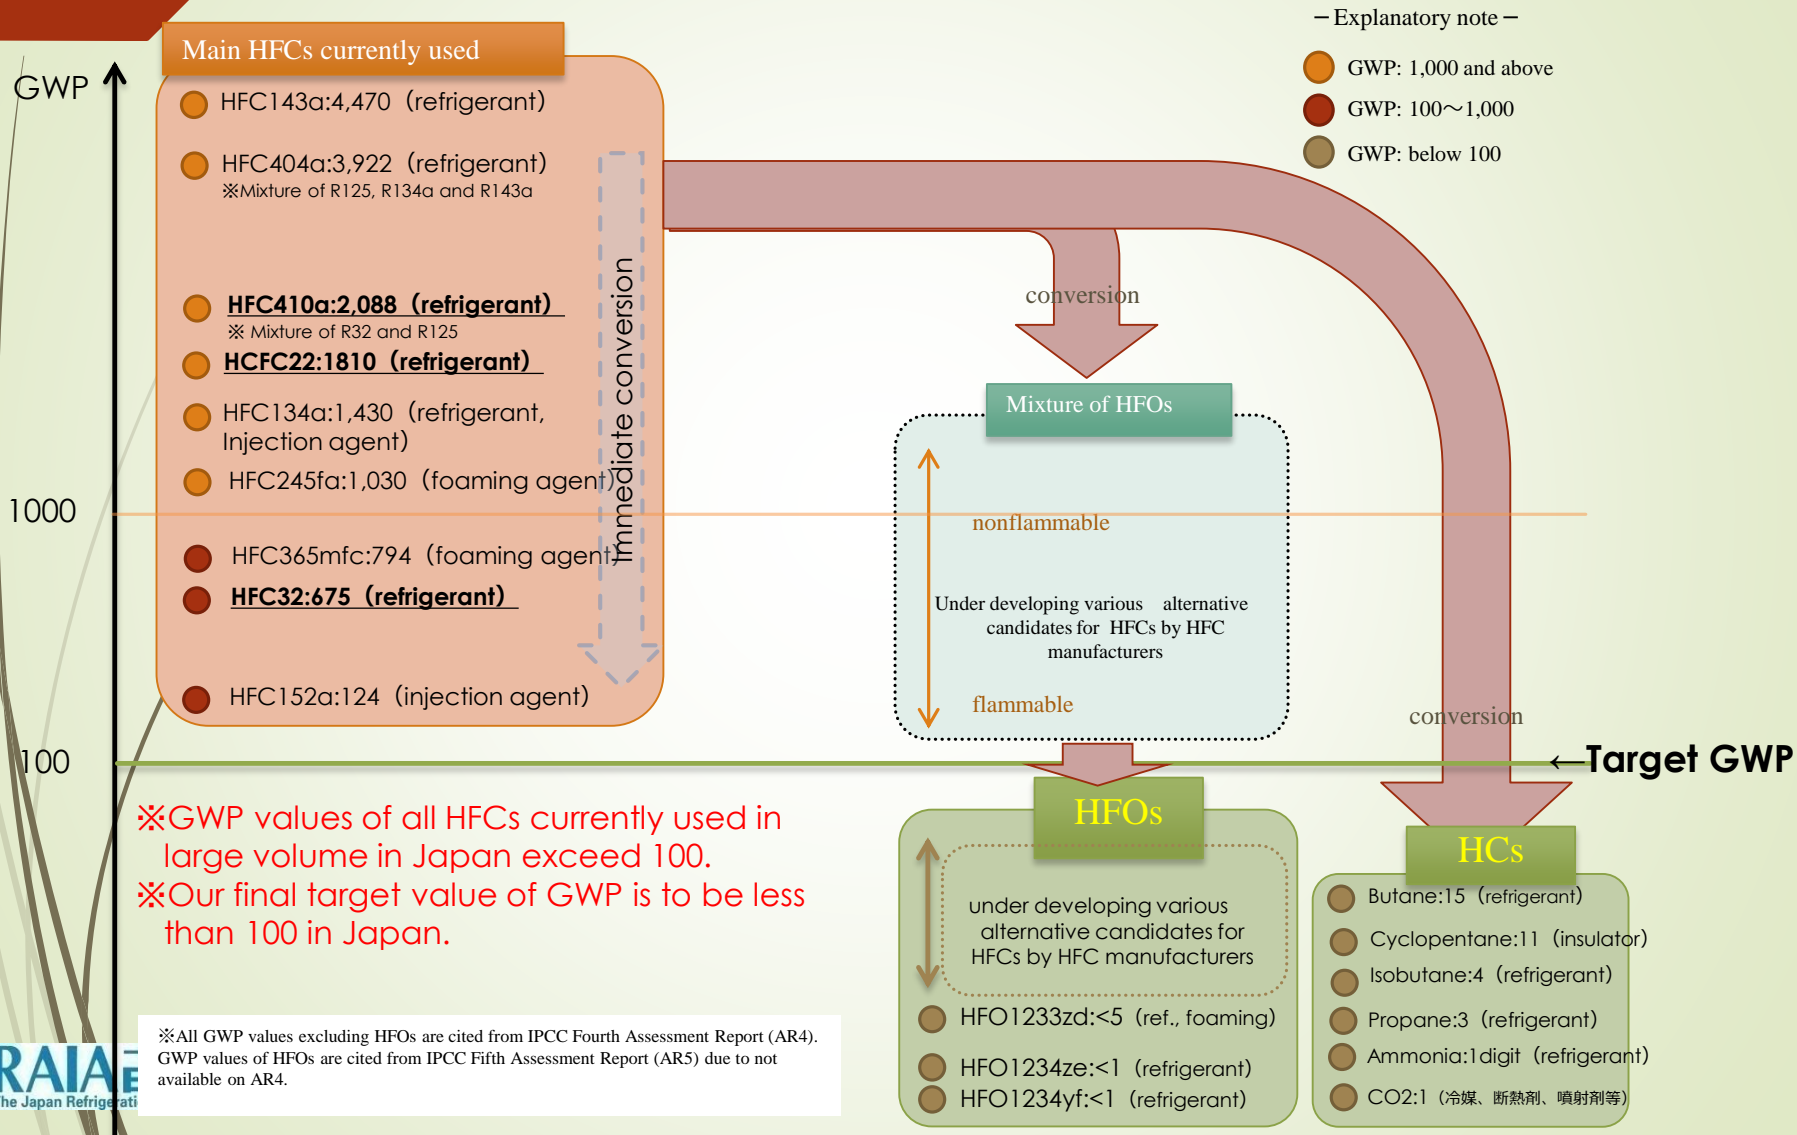 －Explanatory note－
GWP: 1,000 and above
GWP: 100～1,000
GWP: below 100
GWP
1000
100
Main HFCs currently used
HFC143a:4,470（refrigerant）
HFC404a:3,922（refrigerant）
※Mixture of R125, R134a and R143a
HFC410a:2,088（refrigerant）
※ Mixture of R32 and R125
HCFC22:1810（refrigerant）
HFC134a:1,430（refrigerant,
Injection agent）
HFC245fa:1,030（foaming agent）
HFC365mfc:794（foaming agent）
HFC32:675（refrigerant）
HFC152a:124（injection agent）
Immediate conversion
conversion
Mixture of HFOs
nonflammable
Under developing various alternative
candidates for HFCs by HFC
manufacturers
flammable
conversion
←Target GWP
※GWP values of all HFCs currently used in
large volume in Japan exceed 100.
※Our final target value of GWP is to be less
than 100 in Japan.
HFOs
under developing various
alternative candidates for
HFCs by HFC manufacturers
HFO1233zd:<5（ref., foaming）
HFO1234ze:<1（refrigerant）
HFO1234yf:<1（refrigerant）
HCs
Butane:15（refrigerant）
Cyclopentane:11（insulator）
Isobutane:4（refrigerant）
Propane:3（refrigerant）
Ammonia:1digit（refrigerant）
CO2:1（冷媒、断熱剤、噴射剤等）
※All GWP values excluding HFOs are cited from IPCC Fourth Assessment Report (AR4).
GWP values of HFOs are cited from IPCC Fifth Assessment Report (AR5) due to not
available on AR4.
RAIA
The Japan